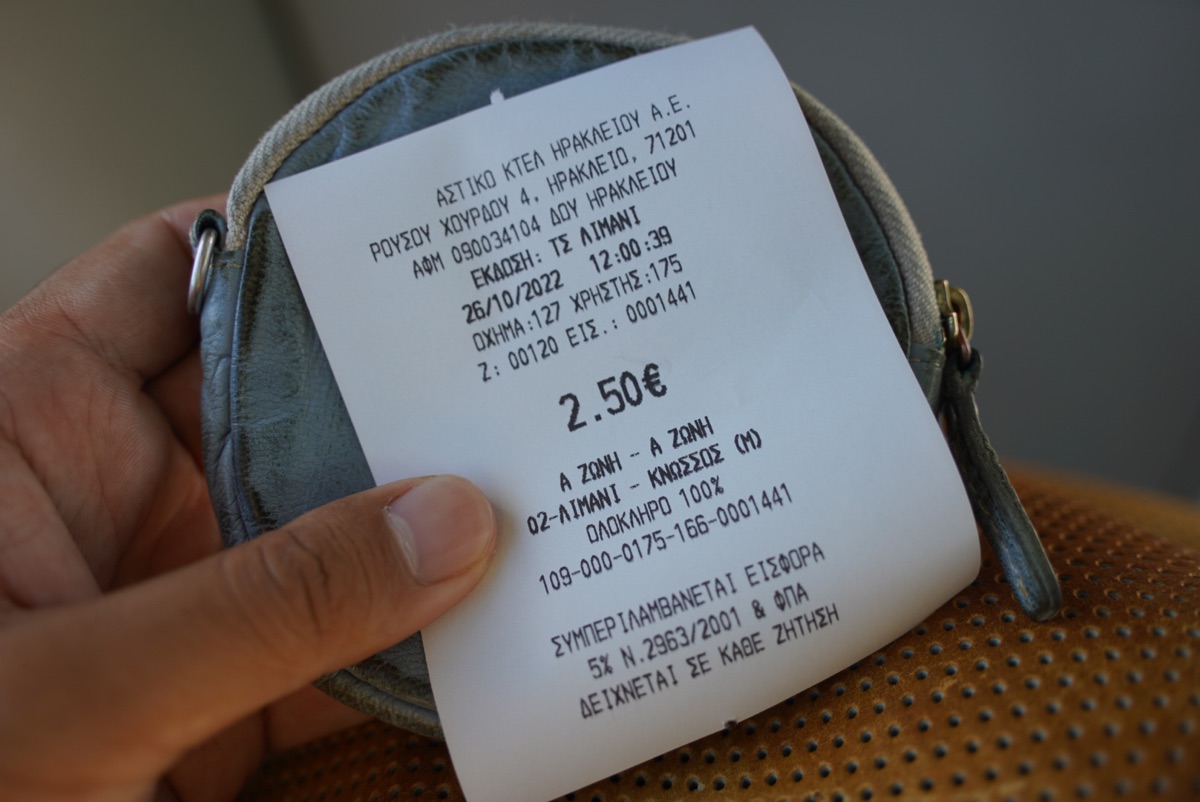 ΑΣΤΙΚΟ ΚΤΕΛ ΗΡΑΚΛΕΙΟΥ Α.Ε.
ΡΟΥΣΟΥ ΧΟΥΡΔΟΥ 4, ΗΡΑΚΛΕΙΟ, 71201
ΑΦΜ 090034104 ΔΟΥ ΗΡΑΚΛΕΙΟΥ
ΕΚΔΟΣΗ: ΤΣ ΛΙΜΑΝΙ
26/10/2022 12:00:39
ΟΧΗΜΑ:127 ΧΡΗΣΤΗΣ:175
Ζ: 00120 ΕΙΣ.: 0001441
2.50€
Α ΖΩΝΗ - Α ΖΩΝΗ
02-ΛΙΜΑΝΙ - ΚΝΩΣΣΟΣ (Μ)
ΟΛΟΚΛΗΡΟ 100%
109-000-0175-166-0001441
ΣΥΜΠΕΡΙΛΑΜΒΑΝΕΤΑΙ ΕΙΣΦΟΡΑ
5% Ν.2963/2001 & ΦΠΑ
ΔΕΙΧΝΕΤΑΙ ΣΕ ΚΑΘΕ ΖΗΤΗΣΗ